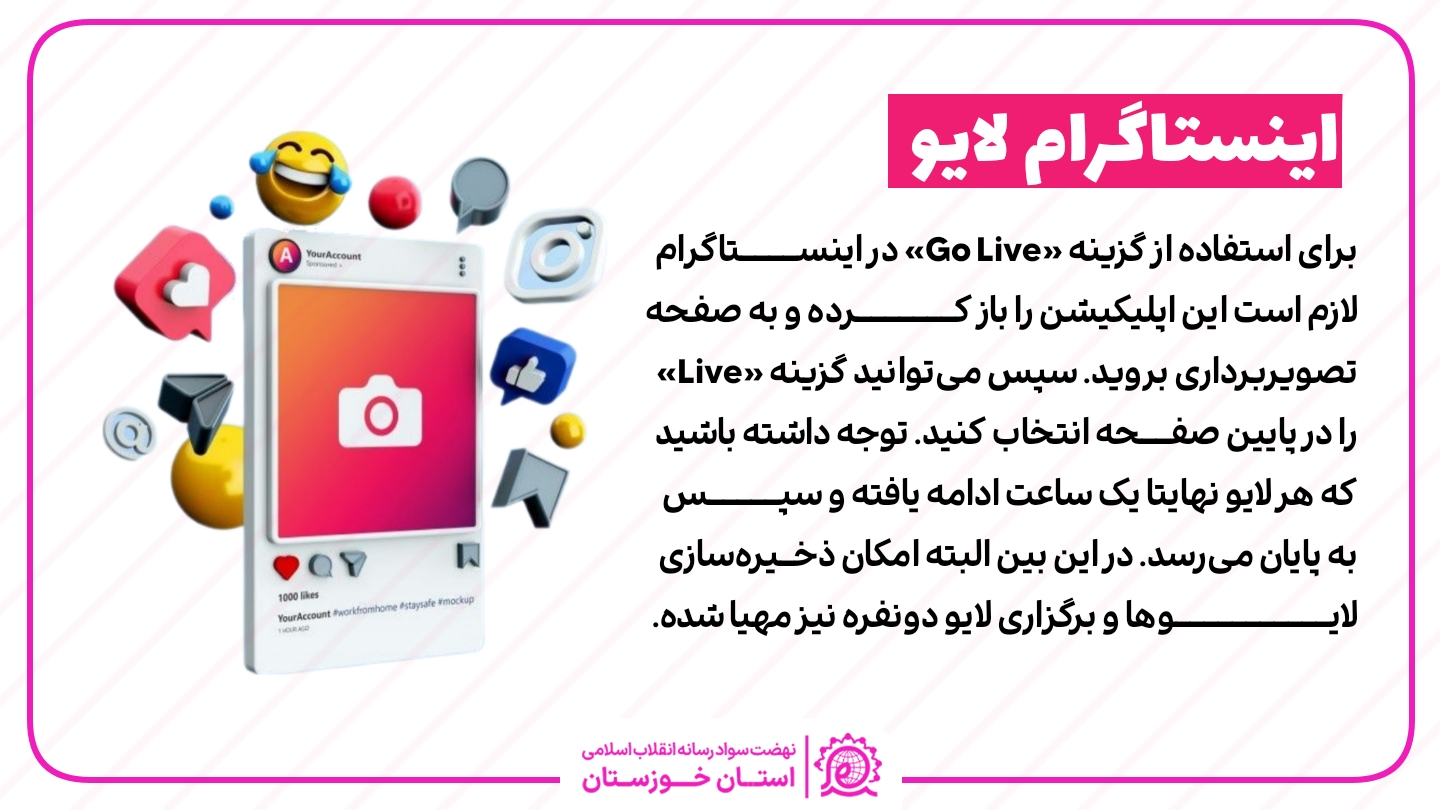 اینستاگرام لایو
برای استفاده از گزینه «Go Live» در اینستاگرام
لازم است این اپلیکیشن را باز کرده و به صفحه
تصویربرداری بروید. سپس می‌توانید گزینه «Live»
را در پایین صفحه انتخاب کنید. توجه داشته باشید
که هر لایو نهایتا یک ساعت ادامه یافته و سپس
به پایان می‌رسد. در این بین البته امکان ذخیره‌سازی
لایوها و برگزاری لایو دونفره نیز مهیا شده.
A
YourAccount
Sponsored >
1000 likes
YourAccount #workfromhome #staysafe #mockup
1 HOUR AGO
نهضت سواد رسانه انقلاب اسلامی
استان خوزستان